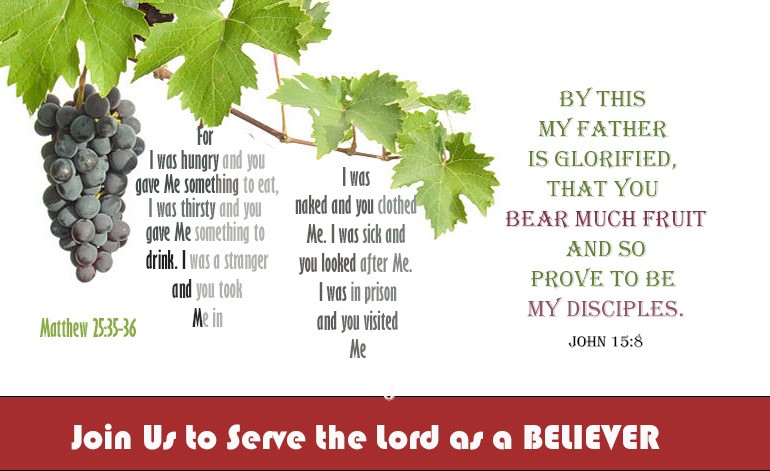 For
I was hungry and you
gave Me something to eat,
I was thirsty and you
gave Me something to
drink. I was a stranger
and you took
Me in
I was
naked and you clothed
Me. I was sick and
you looked after Me.
I was in prison
and you visited
Me
Matthew 25:35-36
BY THIS
MY FATHER
IS GLORIFIED,
THAT YOU
BEAR MUCH FRUIT
AND SO
PROVE TO BE
MY DISCIPLES.
JOHN 15:8
Join Us to Serve the Lord as a BELIEVER